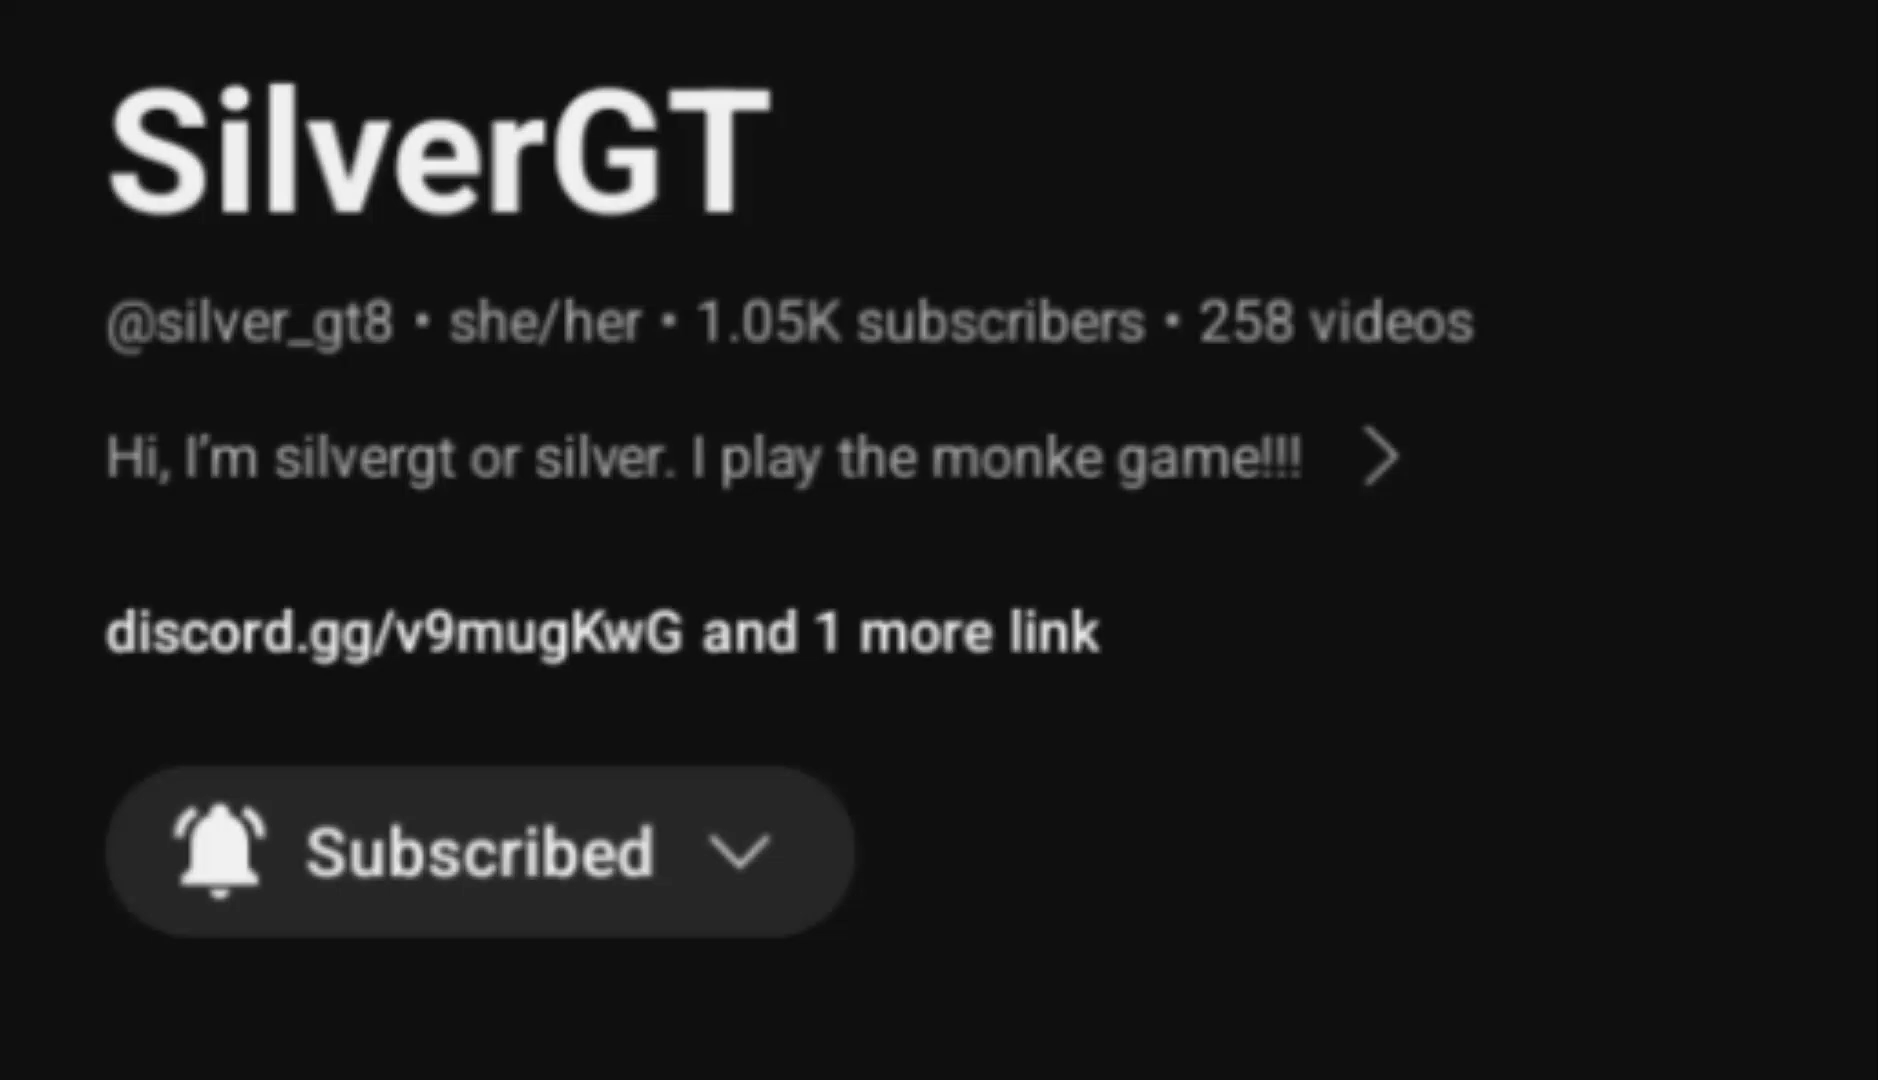 SilverGT
@silver_gt8 • she/her • 1.05K subscribers • 258 videos
Hi, I'm silvergt or silver. I play the monke game!!!
discord.gg/v9mugKwG and 1 more link
Subscribed